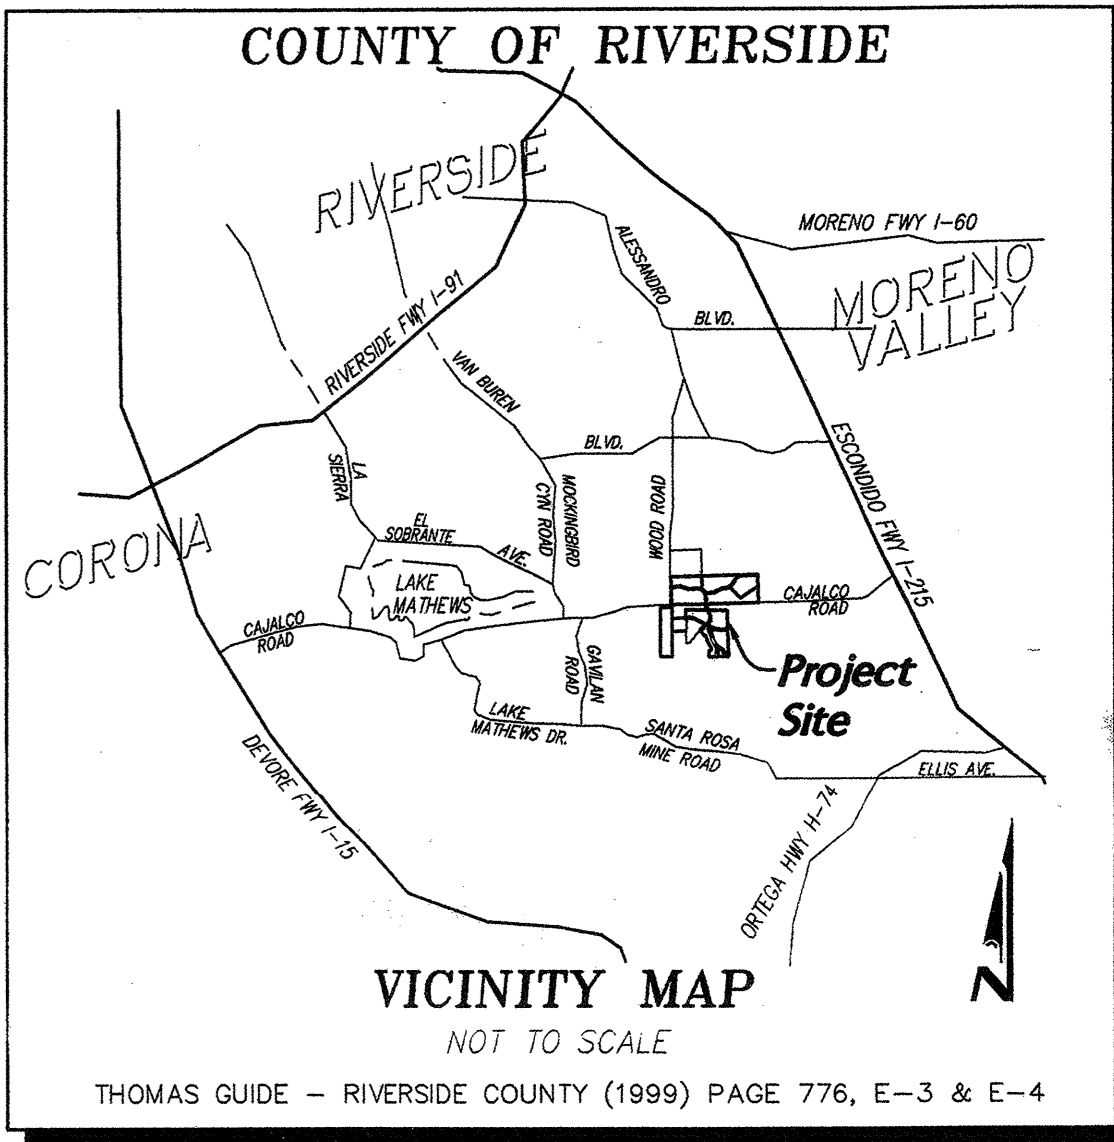 COUNTY OF RIVERSIDE
RIVERSIDE
MORENO FWY I-60
MORENO
VALLEY
ALESSANDRO
BLVD.
RIVERSIDE FWY I-91
VAN BUREN
BLVD.
ESCONDIDO FWY I-215
LA
SIERRA
MOCKINGBIRD
CYN ROAD
WOOD ROAD
CORONA
EL
SOBRANTE
AVE.
LAKE
MATHEWS
CAJALCO
ROAD
CAJALCO
ROAD
GAVILAN
ROAD
Project
Site
LAKE
MATHEWS DR.
SANTA ROSA
MINE ROAD
ELLIS AVE.
DEVORE FWY I-15
ORTEGA HWY H-74
N
VICINITY MAP
NOT TO SCALE
THOMAS GUIDE - RIVERSIDE COUNTY (1999) PAGE 776, E-3 & E-4